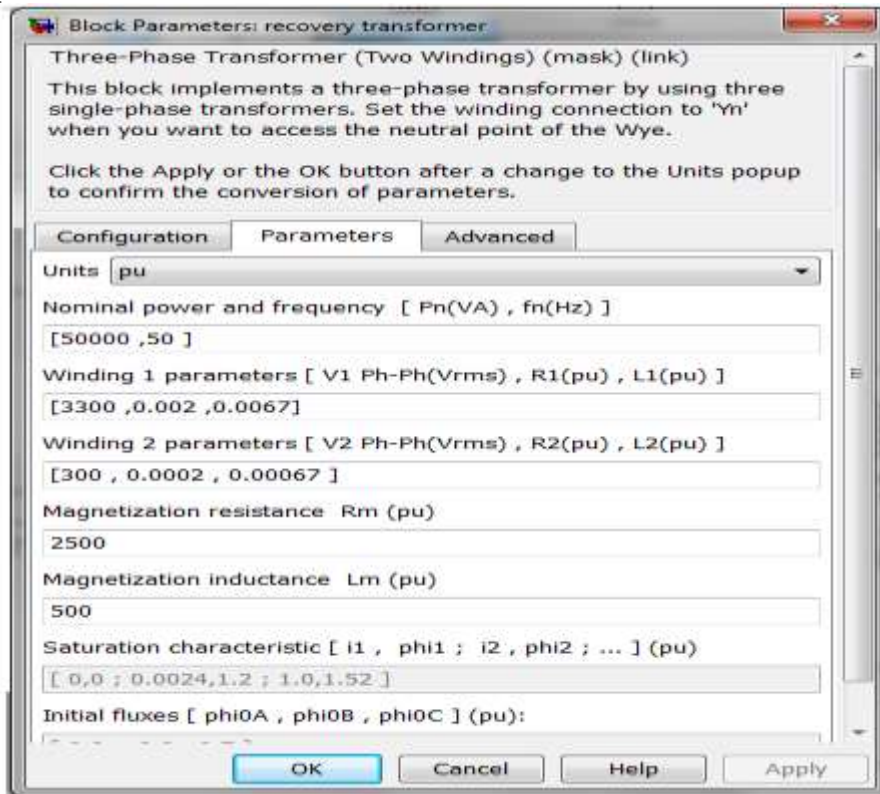 Block Parameters: recovery transformer
Three-Phase Transformer (Two Windings) (mask) (link)
This block implements a three-phase transformer by using three
single-phase transformers. Set the winding connection to 'Yn'
when you want to access the neutral point of the Wye.
Click the Apply or the OK button after a change to the Units popup
to confirm the conversion of parameters.
Configuration Parameters Advanced
Units pu
Nominal power and frequency [ Pn(VA) , fn(Hz) ]
[50000 ,50 ]
Winding 1 parameters [ V1 Ph-Ph(Vrms) , R1(pu) , L1(pu) ]
[3300 ,0.002 ,0.0067]
Winding 2 parameters [ V2 Ph-Ph(Vrms) , R2(pu) , L2(pu) ]
[300 , 0.0002 , 0.00067 ]
Magnetization resistance Rm (pu)
2500
Magnetization inductance Lm (pu)
500
Saturation characteristic [ i1 , phi1 ; i2 , phi2 ; ... ] (pu)
[ 0,0 ; 0.0024,1.2 ; 1.0,1.52 ]
Initial fluxes [ phi0A , phi0B , phi0C ] (pu):
OK Cancel Help Apply